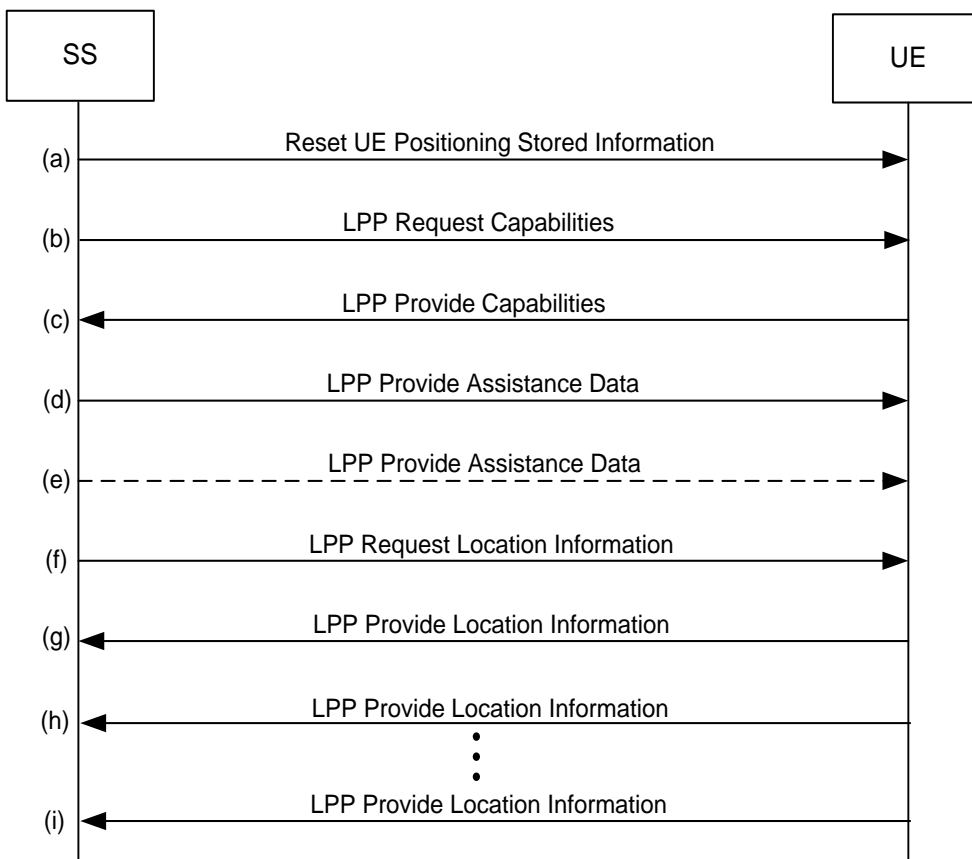 SS
UE
(a) Reset UE Positioning Stored Information
(b) LPP Request Capabilities
(c) LPP Provide Capabilities
(d) LPP Provide Assistance Data
(e) LPP Provide Assistance Data
(f) LPP Request Location Information
(g) LPP Provide Location Information
(h) LPP Provide Location Information
(i) LPP Provide Location Information